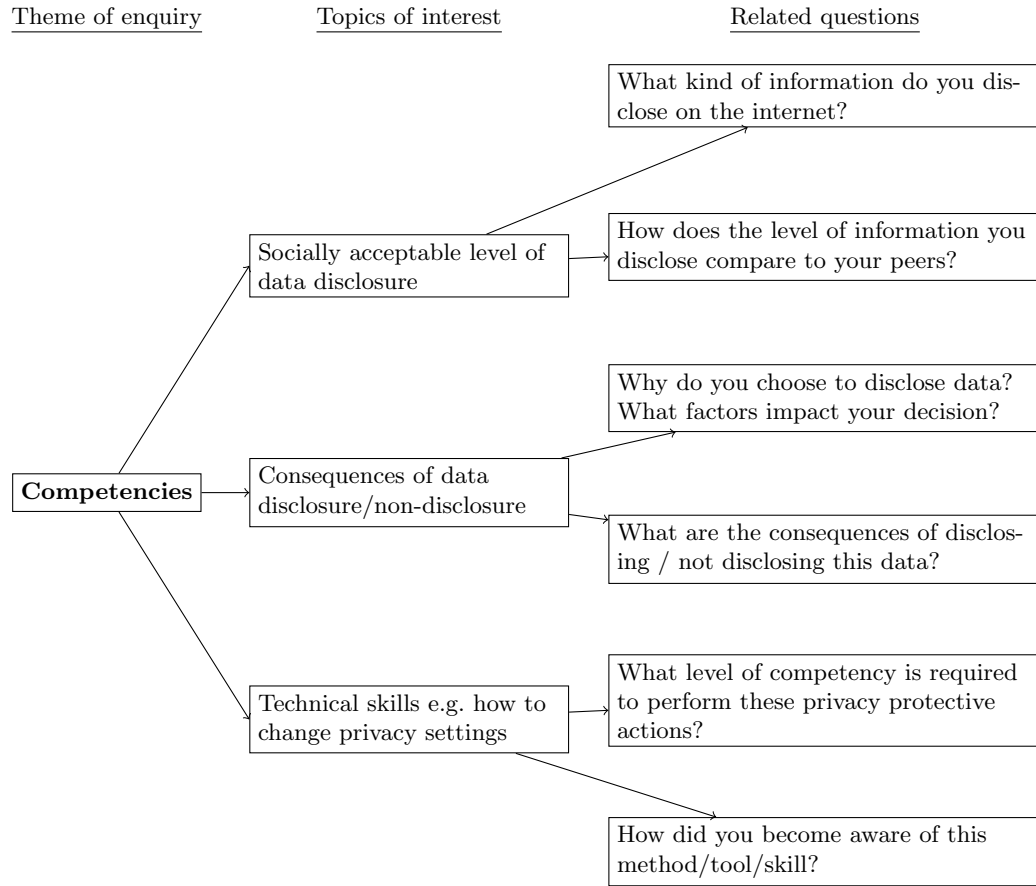 Theme of enquiry
Topics of interest
Related questions
What kind of information do you dis-
close on the internet?
How does the level of information you
disclose compare to your peers?
Socially acceptable level of
data disclosure
Why do you choose to disclose data?
What factors impact your decision?
Competencies
Consequences of data
disclosure/non-disclosure
What are the consequences of disclos-
ing / not disclosing this data?
What level of competency is required
to perform these privacy protective
actions?
Technical skills e.g. how to
change privacy settings
How did you become aware of this
method/tool/skill?